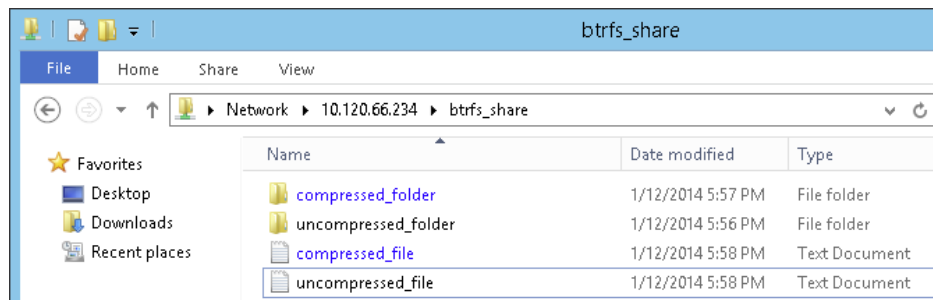 btrfs_share
File Home Share View
Network 10.120.66.234 btrfs_share
Favorites
Desktop
Downloads
Recent places
Name Date modified Type
compressed_folder 1/12/2014 5:57 PM File folder
uncompressed_folder 1/12/2014 5:56 PM File folder
compressed_file 1/12/2014 5:58 PM Text Document
uncompressed_file 1/12/2014 5:58 PM Text Document